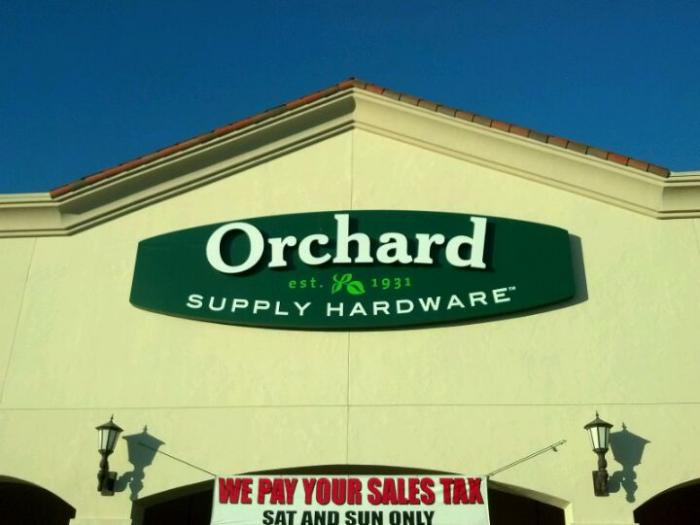 Orchard
est. 1931
SUPPLY HARDWARE™
WE PAY YOUR SALES TAX
SAT AND SUN ONLY